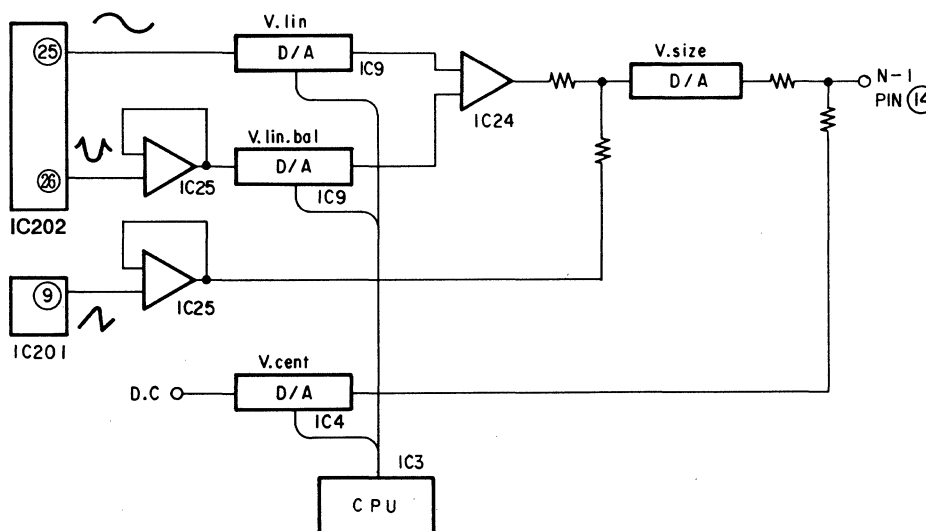 V.lin
25
D/A
IC9
V.size
D/A
N-1
PIN 14
IC24
V.lin.bal
D/A
IC9
26
IC25
IC202
9
IC25
IC201
V.cent
D.C
D/A
IC4
IC3
CPU